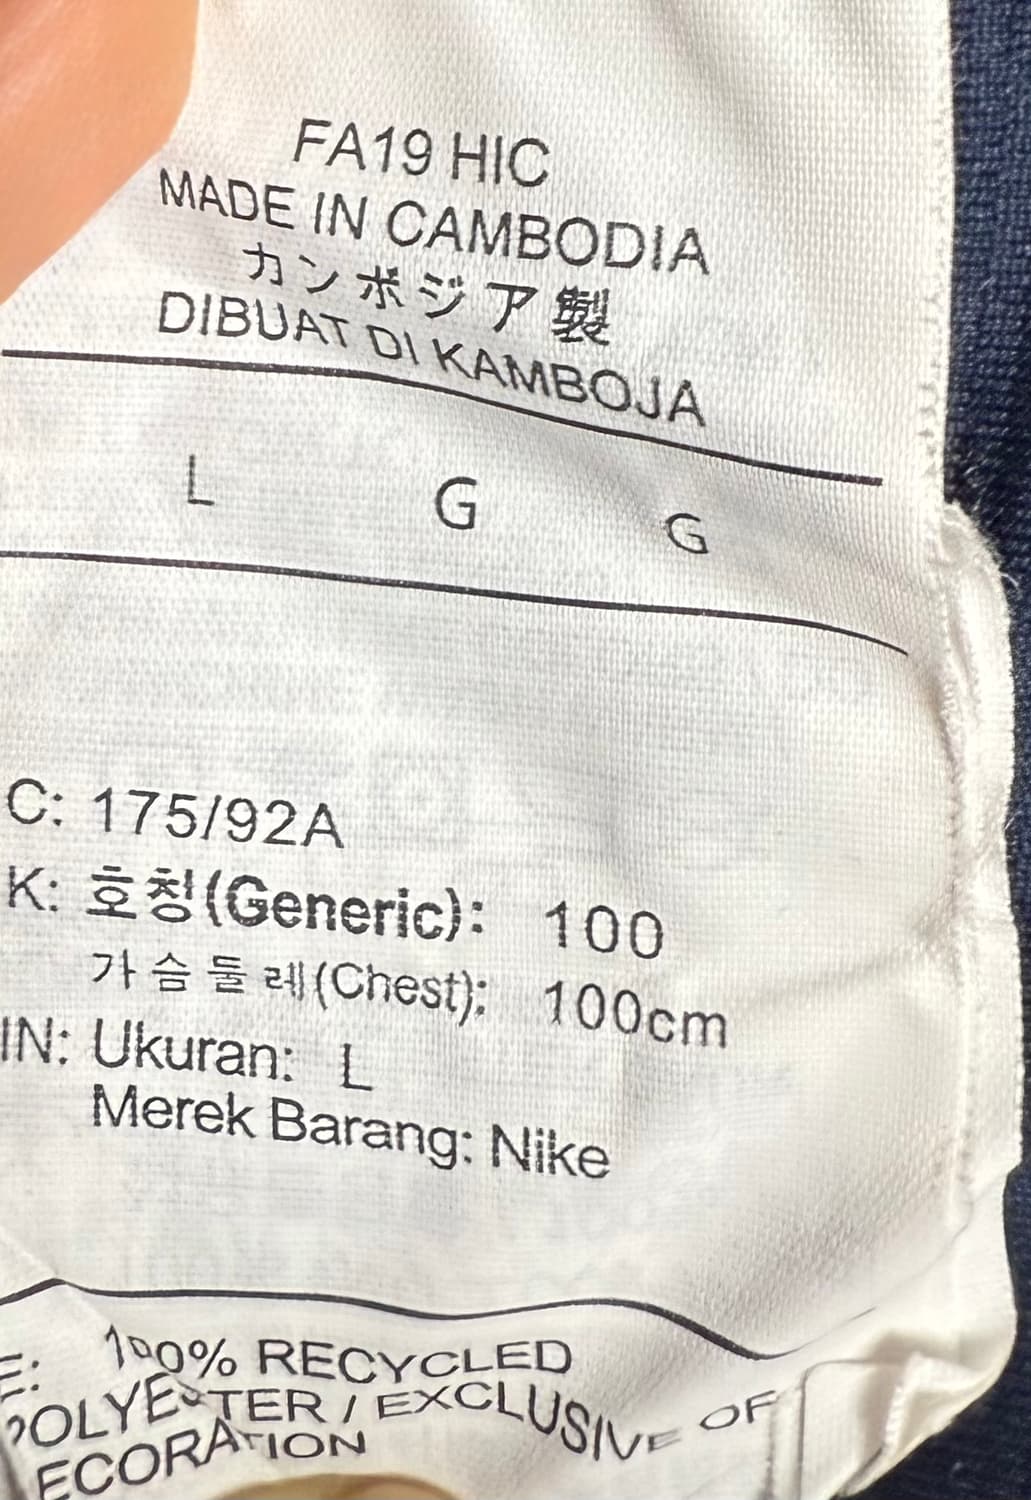 FA19 HIC
MADE IN CAMBODIA
カンボジア製
DIBUAT DI KAMBOJA
L G G
C: 175/92A
K: 호칭(Generic): 100
가슴둘레(Chest): 100cm
IN: Ukuran: L
Merek Barang: Nike
E: 100% RECYCLED
POLYESTER / EXCLUSIVE OF
ECORATION